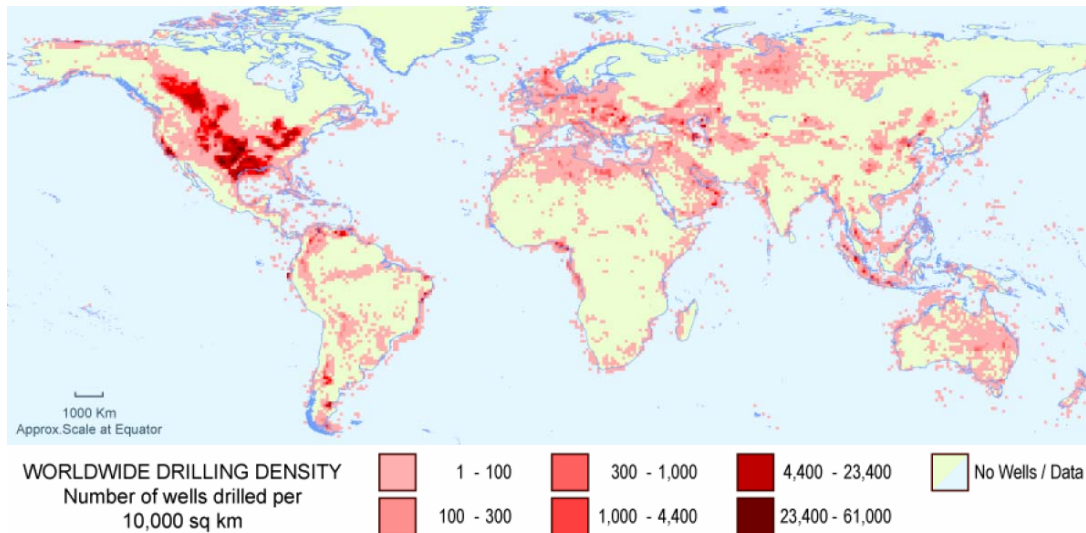 1000 Km
Approx.Scale at Equator
WORLDWIDE DRILLING DENSITY
Number of wells drilled per
10,000 sq km
1 - 100
100 - 300
300 - 1,000
1,000 - 4,400
4,400 - 23,400
23,400 - 61,000
No Wells / Data